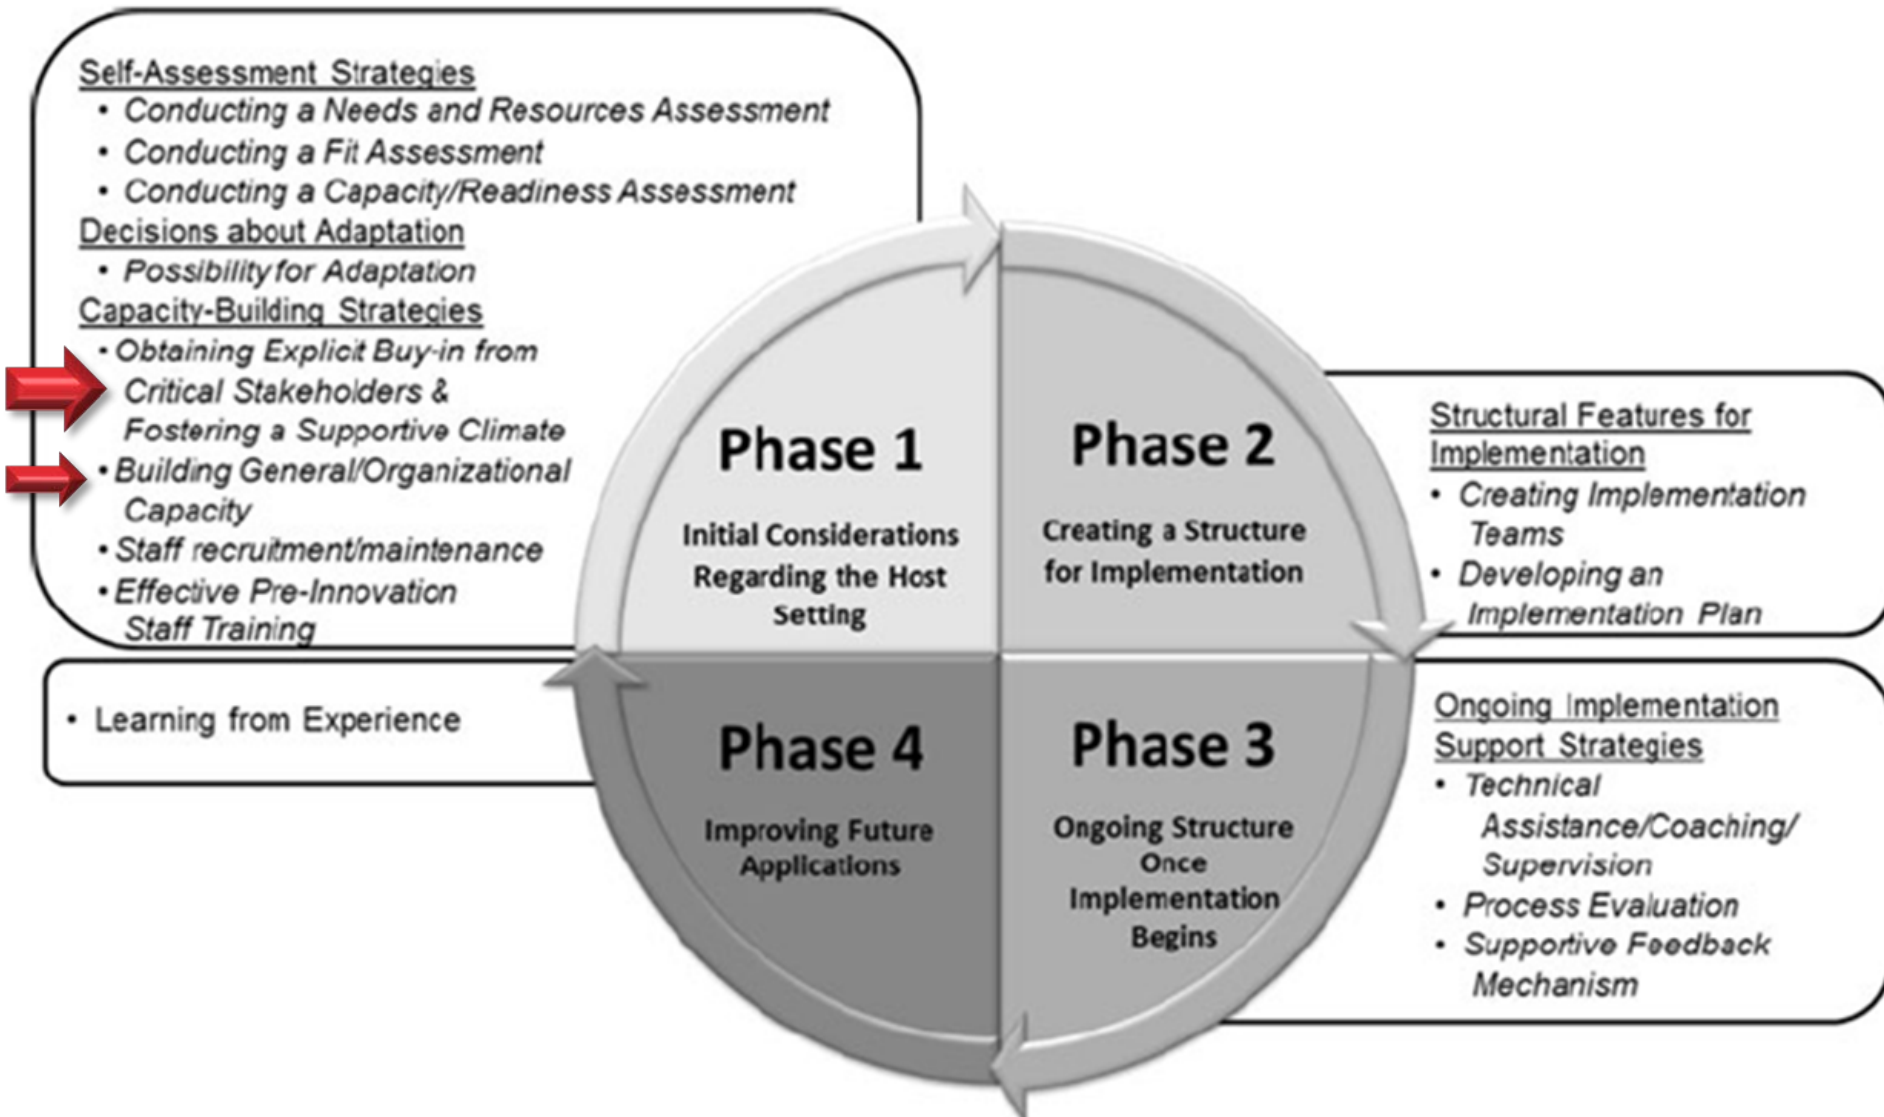 Self-Assessment Strategies
• Conducting a Needs and Resources Assessment
• Conducting a Fit Assessment
• Conducting a Capacity/Readiness Assessment
Decisions about Adaptation
• Possibility for Adaptation
Capacity-Building Strategies
• Obtaining Explicit Buy-in from
Critical Stakeholders &
Fostering a Supportive Climate
• Building General/Organizational
Capacity
• Staff recruitment/maintenance
• Effective Pre-Innovation
Staff Training
Phase 1
Initial Considerations
Regarding the Host
Setting
Phase 2
Creating a Structure
for Implementation
Structural Features for
Implementation
• Creating Implementation
Teams
• Developing an
Implementation Plan
• Learning from Experience
Phase 4
Improving Future
Applications
Phase 3
Ongoing Structure
Once
Implementation
Begins
Ongoing Implementation
Support Strategies
• Technical
Assistance/Coaching/
Supervision
• Process Evaluation
• Supportive Feedback
Mechanism